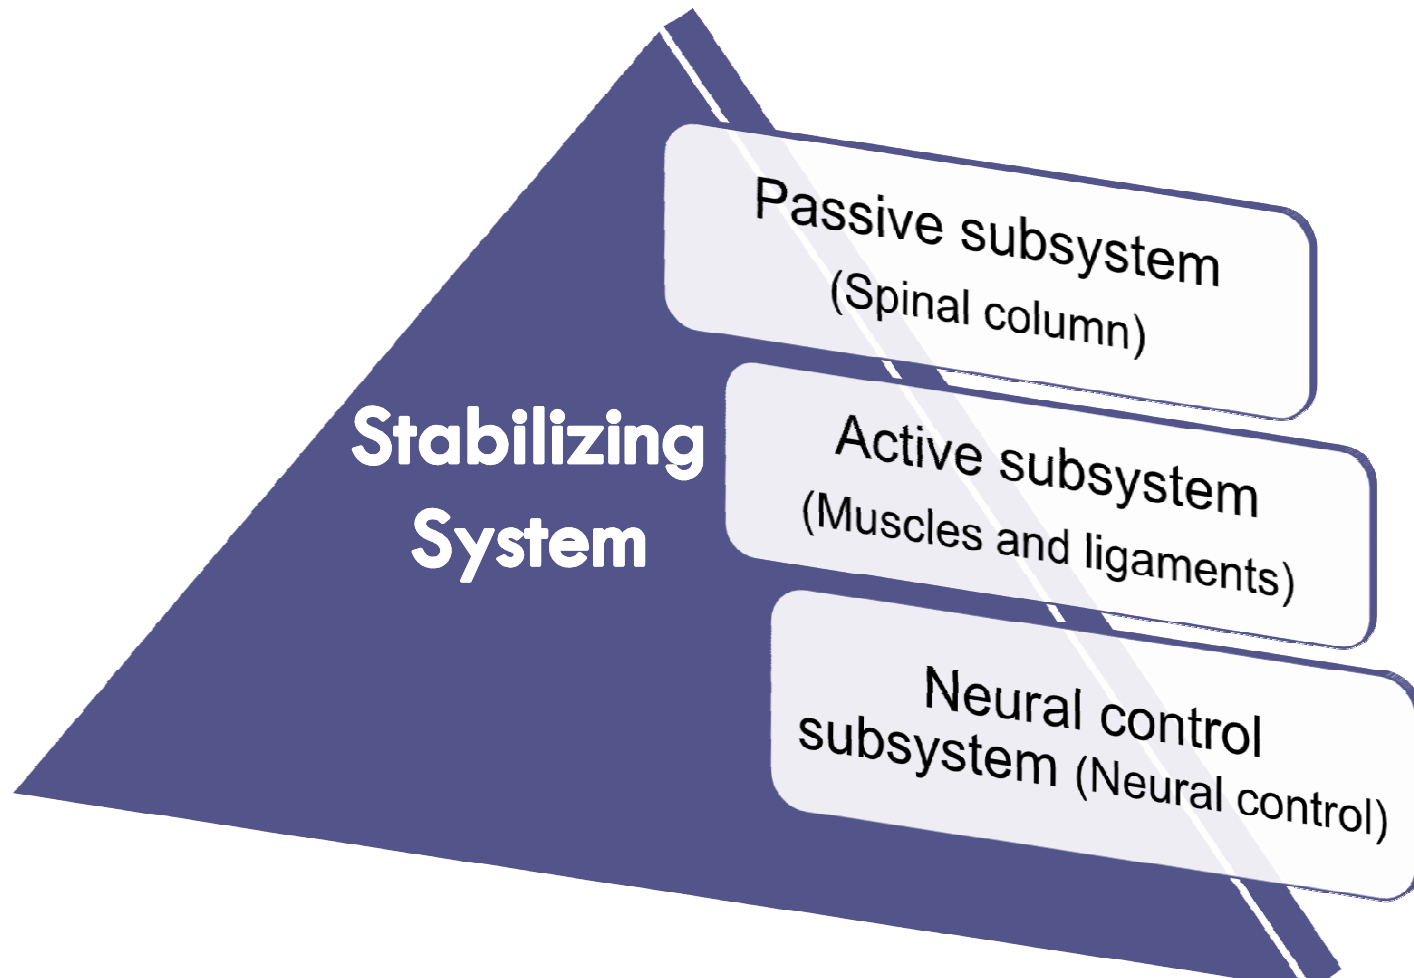 Passive subsystem
(Spinal column)
Stabilizing
System
Active subsystem
(Muscles and ligaments)
Neural control
subsystem (Neural control)